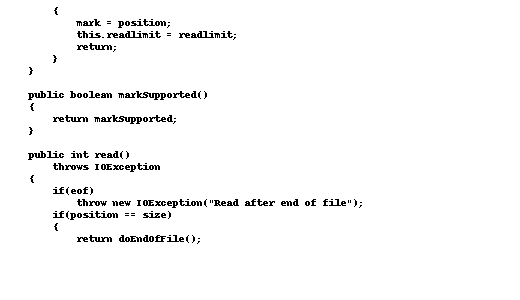 {
mark = position;
this.readlimit = readlimit;
return;
}
}
public boolean markSupported()
{
return markSupported;
}
public int read()
throws IOException
{
if(eof)
throw new IOException("Read after end of file");
if(position == size)
{
return doEndOfFile();